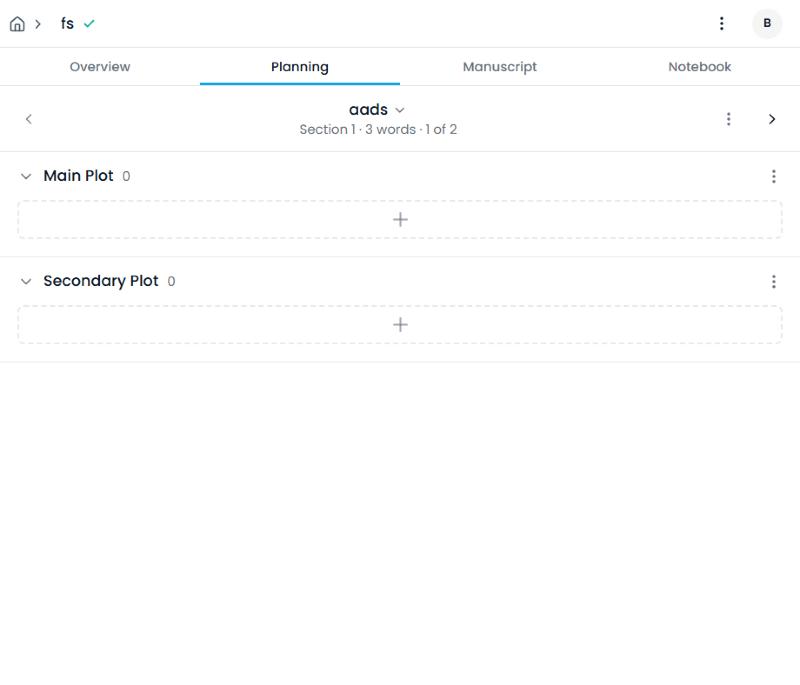 fs
B
Overview
Planning
Manuscript
Notebook
aads
Section 1 · 3 words · 1 of 2
Main Plot 0
Secondary Plot 0